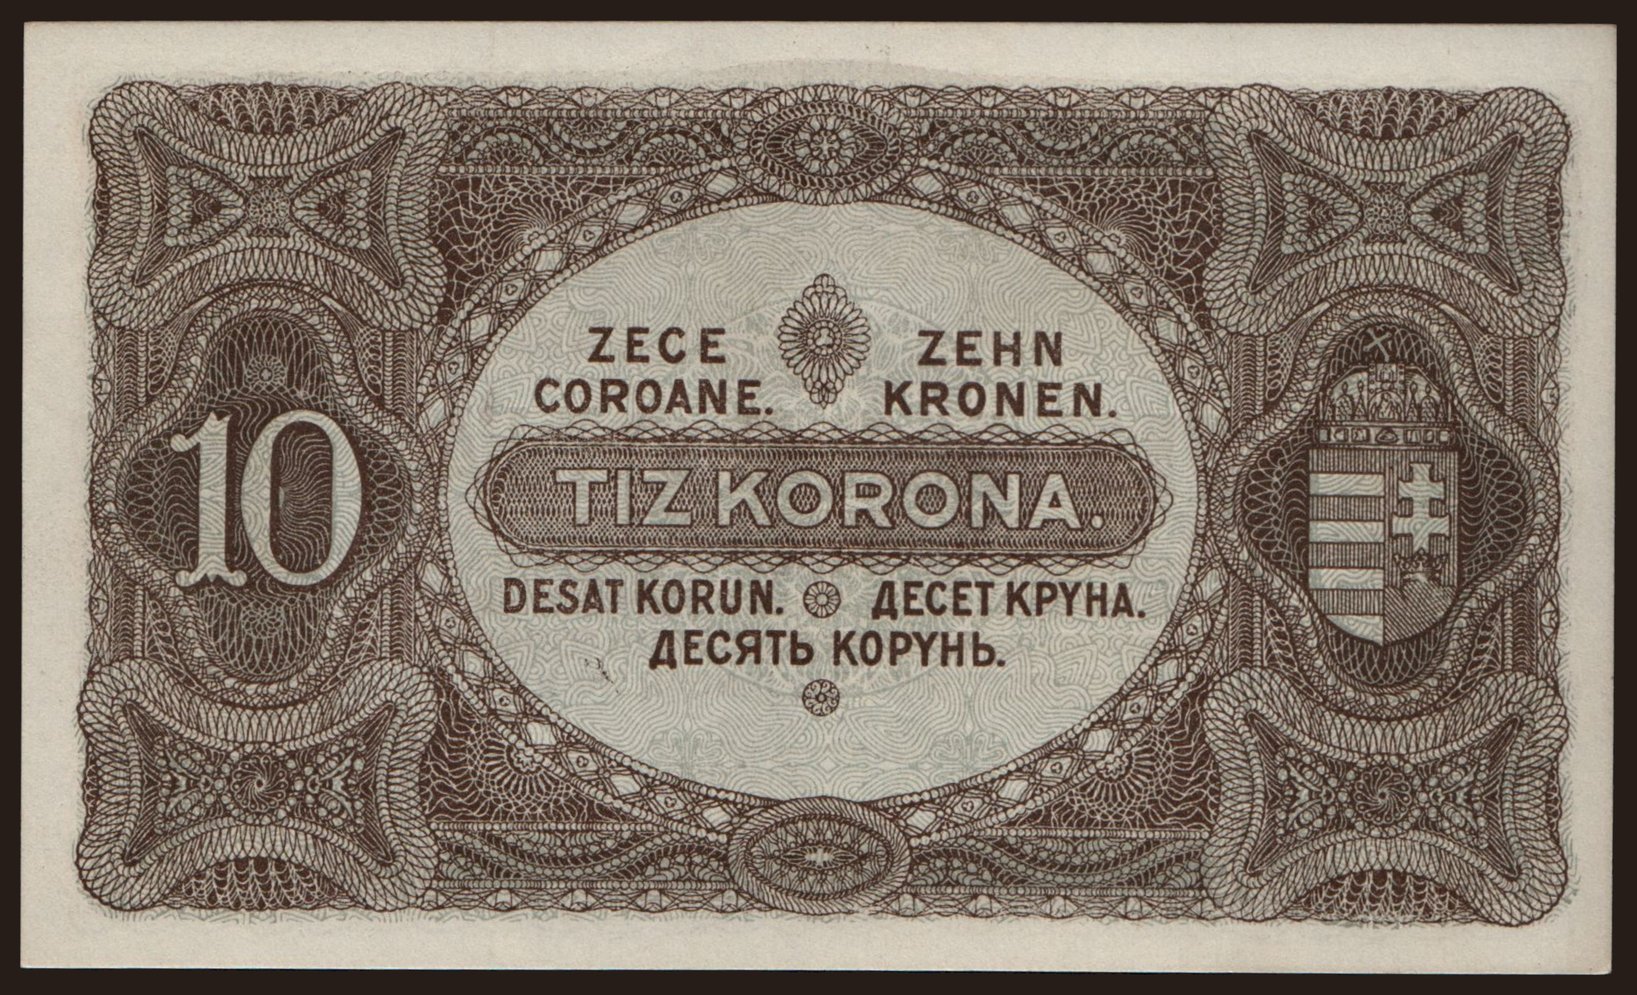 ZECE
COROANE.
ZEHN
KRONEN.
10
TIZ KORONA.
DESAT KORUN.
ДЕСЕТ КРУНА.
ДЕСЯТЬ КОРУНЬ.